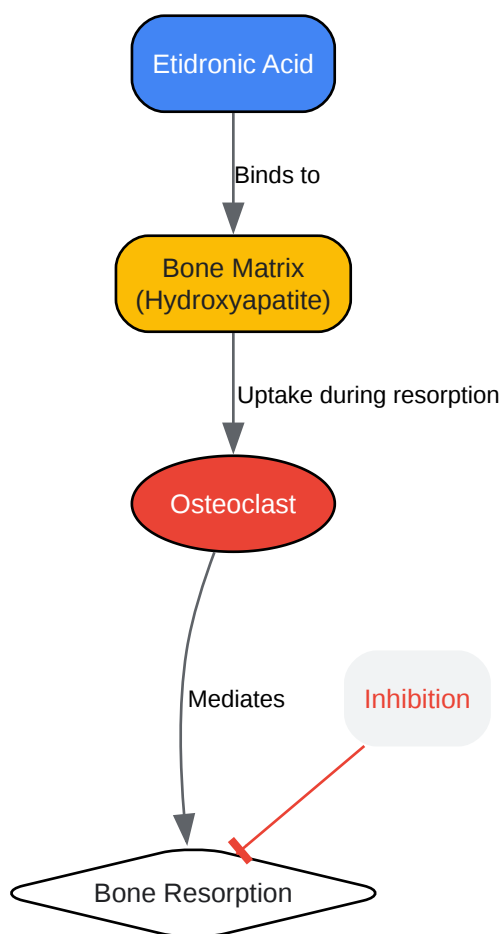 Etidronic Acid
Binds to
Bone Matrix
(Hydroxyapatite)
Uptake during resorption
Osteoclast
Mediates
Inhibition
Bone Resorption